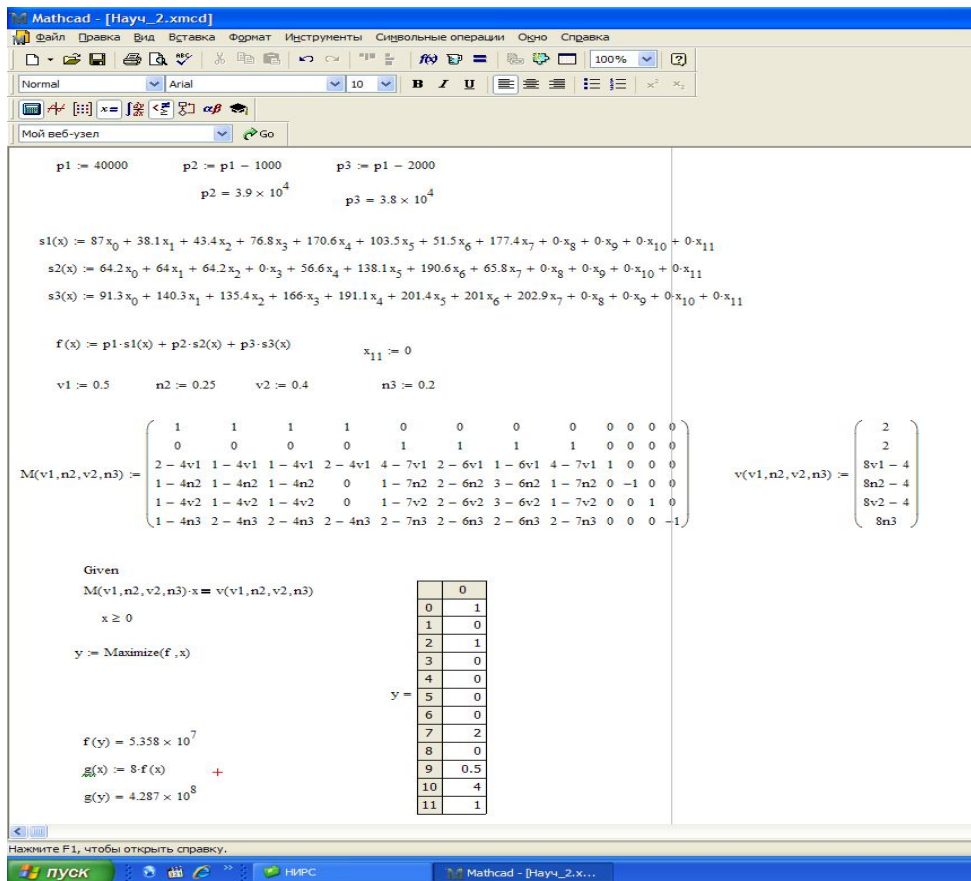 Mathcad - [Науч_2.xmcd]
Файл Правка Вид Вставка Формат Инструменты Символьные операции Окно Справка
100%
Normal Arial 10 B I U
Мой веб-узел Go
p1 := 40000 p2 := p1 − 1000 p3 := p1 − 2000
p2 = 3.9 × 10^4 p3 = 3.8 × 10^4
s1(x) := 87x_0 + 38.1x_1 + 43.4x_2 + 76.8x_3 + 170.6x_4 + 103.5x_5 + 51.5x_6 + 177.4x_7 + 0·x_8 + 0·x_9 + 0·x_10 + 0·x_11
s2(x) := 64.2x_0 + 64x_1 + 64.2x_2 + 0·x_3 + 56.6x_4 + 138.1x_5 + 190.6x_6 + 65.8x_7 + 0·x_8 + 0·x_9 + 0·x_10 + 0·x_11
s3(x) := 91.3x_0 + 140.3x_1 + 135.4x_2 + 166·x_3 + 191.1x_4 + 201.4x_5 + 201x_6 + 202.9x_7 + 0·x_8 + 0·x_9 + 0·x_10 + 0·x_11
f(x) := p1·s1(x) + p2·s2(x) + p3·s3(x) x_11 := 0
v1 := 0.5 n2 := 0.25 v2 := 0.4 n3 := 0.2
M(v1,n2,v2,n3) :=
1 1 1 1 0 0 0 0 0 0 0 0
0 0 0 0 1 1 1 1 0 0 0 0
2 − 4v1 1 − 4v1 1 − 4v1 2 − 4v1 4 − 7v1 2 − 6v1 1 − 6v1 4 − 7v1 1 0 0 0
1 − 4n2 1 − 4n2 1 − 4n2 0 1 − 7n2 2 − 6n2 3 − 6n2 1 − 7n2 0 −1 0 0
1 − 4v2 1 − 4v2 1 − 4v2 0 1 − 7v2 2 − 6v2 3 − 6v2 1 − 7v2 0 0 1 0
1 − 4n3 2 − 4n3 2 − 4n3 2 − 4n3 2 − 7n3 2 − 6n3 2 − 6n3 2 − 7n3 0 0 0 −1
v(v1,n2,v2,n3) :=
2
2
8v1 − 4
8n2 − 4
8v2 − 4
8n3
Given
M(v1,n2,v2,n3)·x = v(v1,n2,v2,n3)
x ≥ 0
y := Maximize(f,x)
f(y) = 5.358 × 10^7
g(x) := 8·f(x)
g(y) = 4.287 × 10^8
y =
0
0 1
1 0
2 1
3 0
4 0
5 0
6 0
7 2
8 0
9 0.5
10 4
11 1
Нажмите F1, чтобы открыть справку.
пуск НИРС Mathcad - [Науч_2.x...